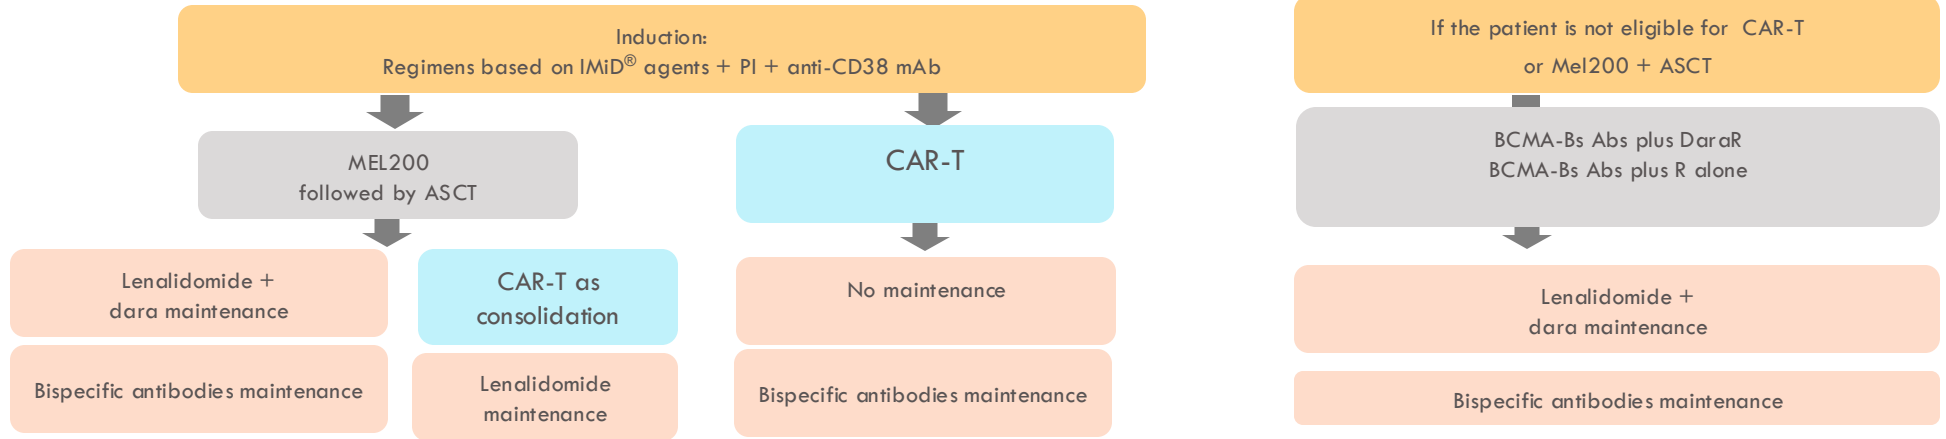 Induction:
Regimens based on IMiD® agents + PI + anti-CD38 mAb
MEL200
followed by ASCT
CAR-T
Lenalidomide +
dara maintenance
CAR-T as
consolidation
No maintenance
Bispecific antibodies maintenance
Lenalidomide
maintenance
Bispecific antibodies maintenance
If the patient is not eligible for CAR-T
or Mel200 + ASCT
BCMA-Bs Abs plus DaraR
BCMA-Bs Abs plus R alone
Lenalidomide +
dara maintenance
Bispecific antibodies maintenance